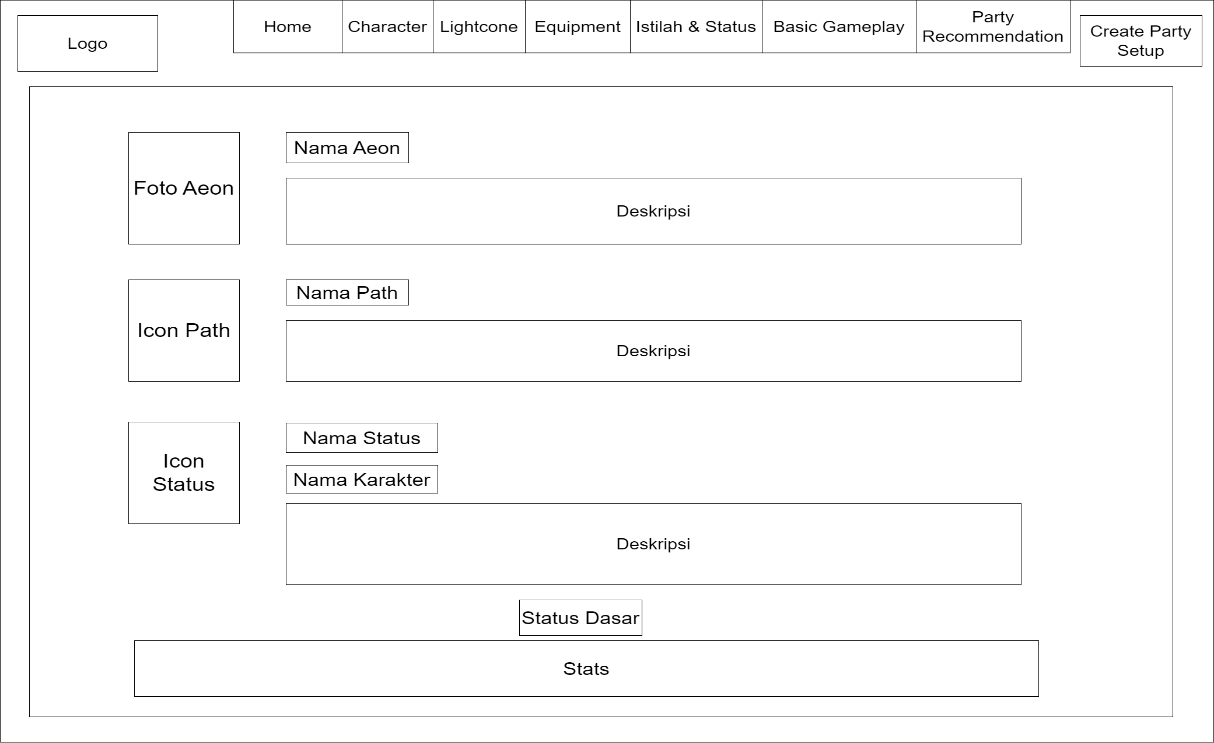 Logo
Home
Character
Lightcone
Equipment
Istilah & Status
Basic Gameplay
Party
Recommendation
Create Party
Setup
Foto Aeon
Nama Aeon
Deskripsi
Icon Path
Nama Path
Deskripsi
Icon
Status
Nama Status
Nama Karakter
Deskripsi
Status Dasar
Stats